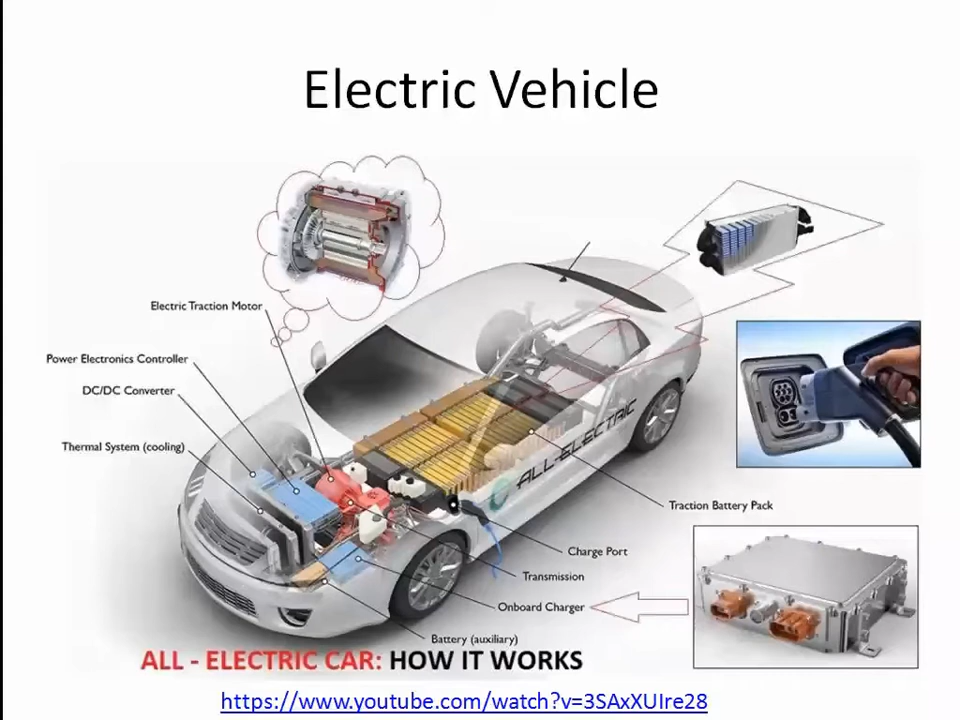 Electric Vehicle
Electric Traction Motor
Power Electronics Controller
DC/DC Converter
Thermal System (cooling)
ALL-ELECTRIC
Traction Battery Pack
Charge Port
Transmission
Onboard Charger
Battery (auxiliary)
ALL - ELECTRIC CAR: HOW IT WORKS
https://www.youtube.com/watch?v=3SAxXUIre28